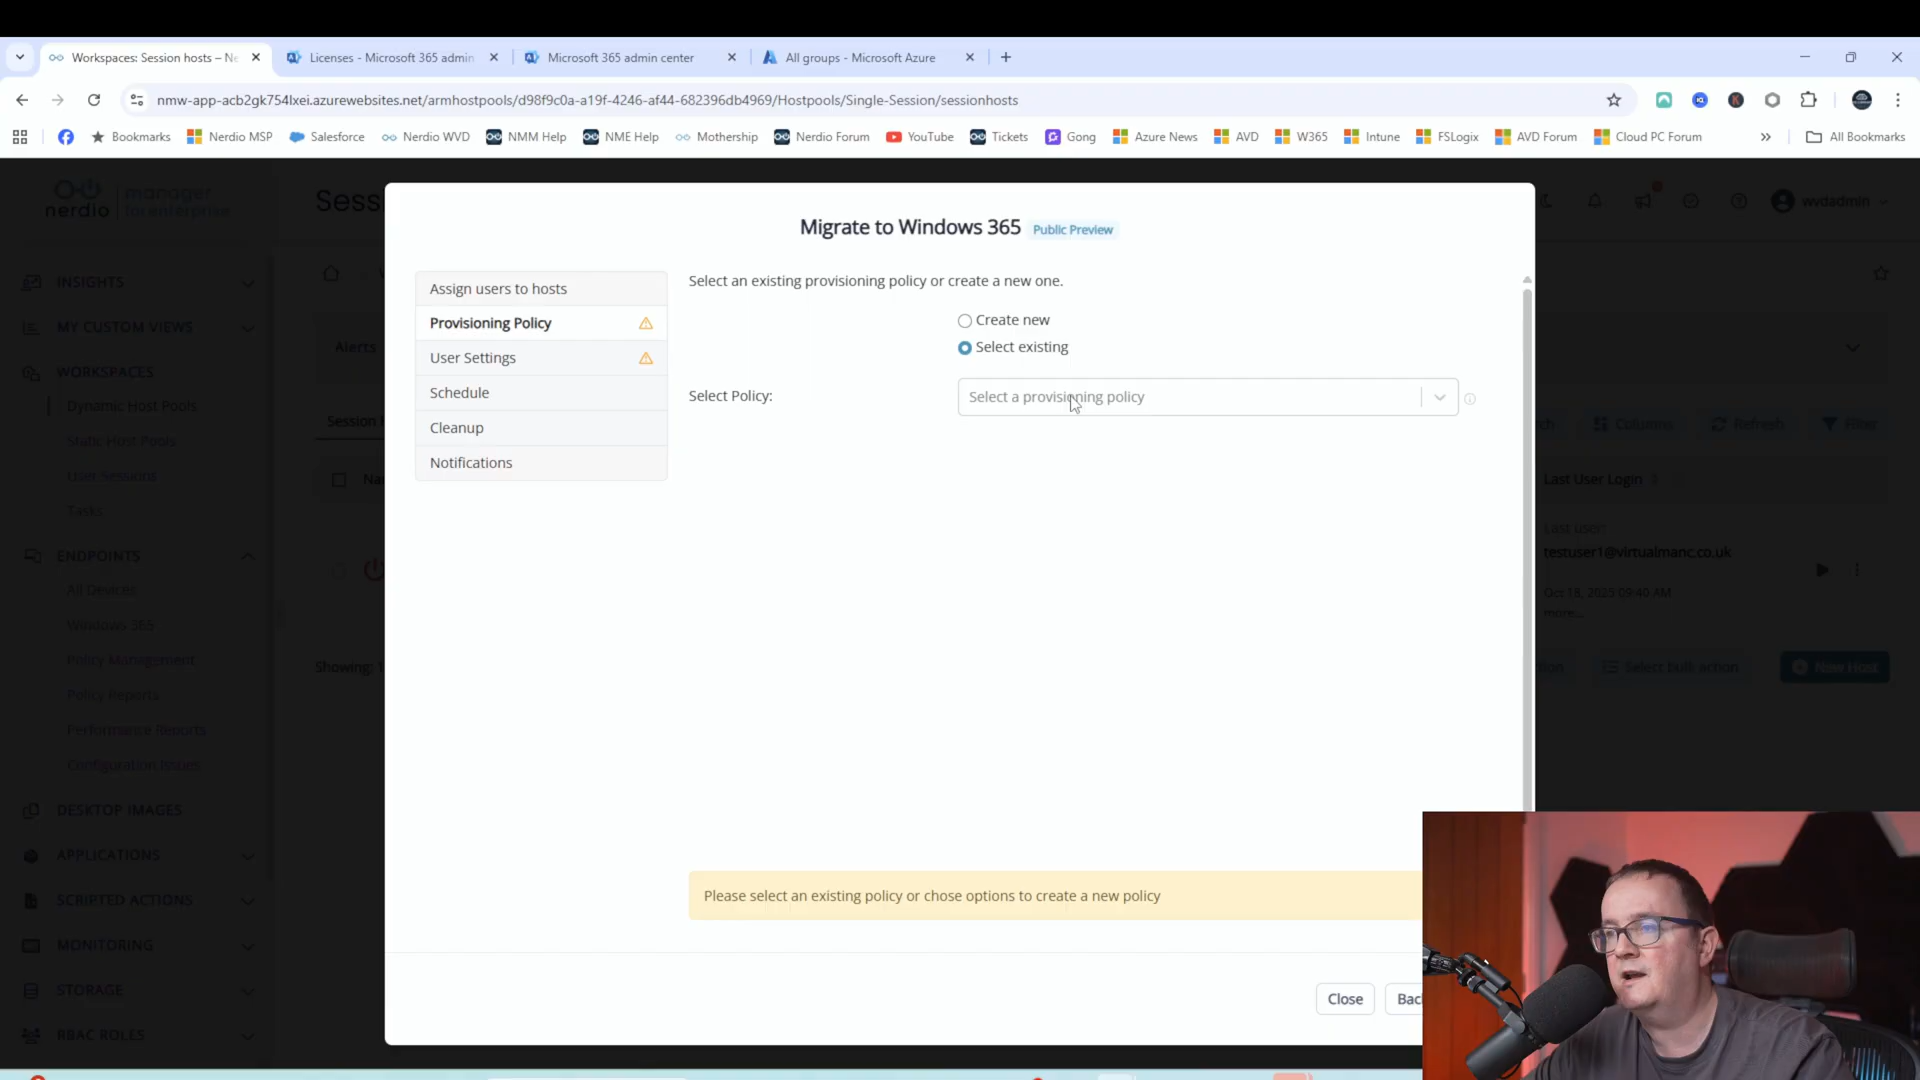 Workspaces: Session hosts – Ne
Licenses - Microsoft 365 admin
Microsoft 365 admin center
All groups - Microsoft Azure
nmw-app-acb2gk754lxei.azurewebsites.net/armhostpools/d98f9c0a-a19f-4246-af44-682396db4969/Hostpools/Single-Session/sessionhosts
Bookmarks
Nerdio MSP
Salesforce
Nerdio WVD
NMM Help
NME Help
Mothership
Nerdio Forum
YouTube
Tickets
Gong
Azure News
AVD
W365
Intune
FSLogix
AVD Forum
Cloud PC Forum
All Bookmarks
nerdio
manager
for enterprise
Sess
wvdadmin
Migrate to Windows 365 Public Preview
INSIGHTS
MY CUSTOM VIEWS
WORKSPACES
Dynamic Host Pools
Static Host Pools
User Sessions
Tasks
ENDPOINTS
All Devices
Windows 365
Policy Management
Policy Reports
Performance Reports
Configuration Issues
DESKTOP IMAGES
APPLICATIONS
SCRIPTED ACTIONS
MONITORING
STORAGE
RBAC ROLES
Alerts
Session
Na
Showing:
Assign users to hosts
Provisioning Policy
User Settings
Schedule
Cleanup
Notifications
Select an existing provisioning policy or create a new one.
Create new
Select existing
Select Policy:
Select a provisioning policy
Please select an existing policy or chose options to create a new policy
Close
Back
Columns
Refresh
Filter
Last User Login
Last User:
testuser1@virtualmanc.co.uk
Oct 18, 2025 09:40 AM
more...
Select bulk action
New Host